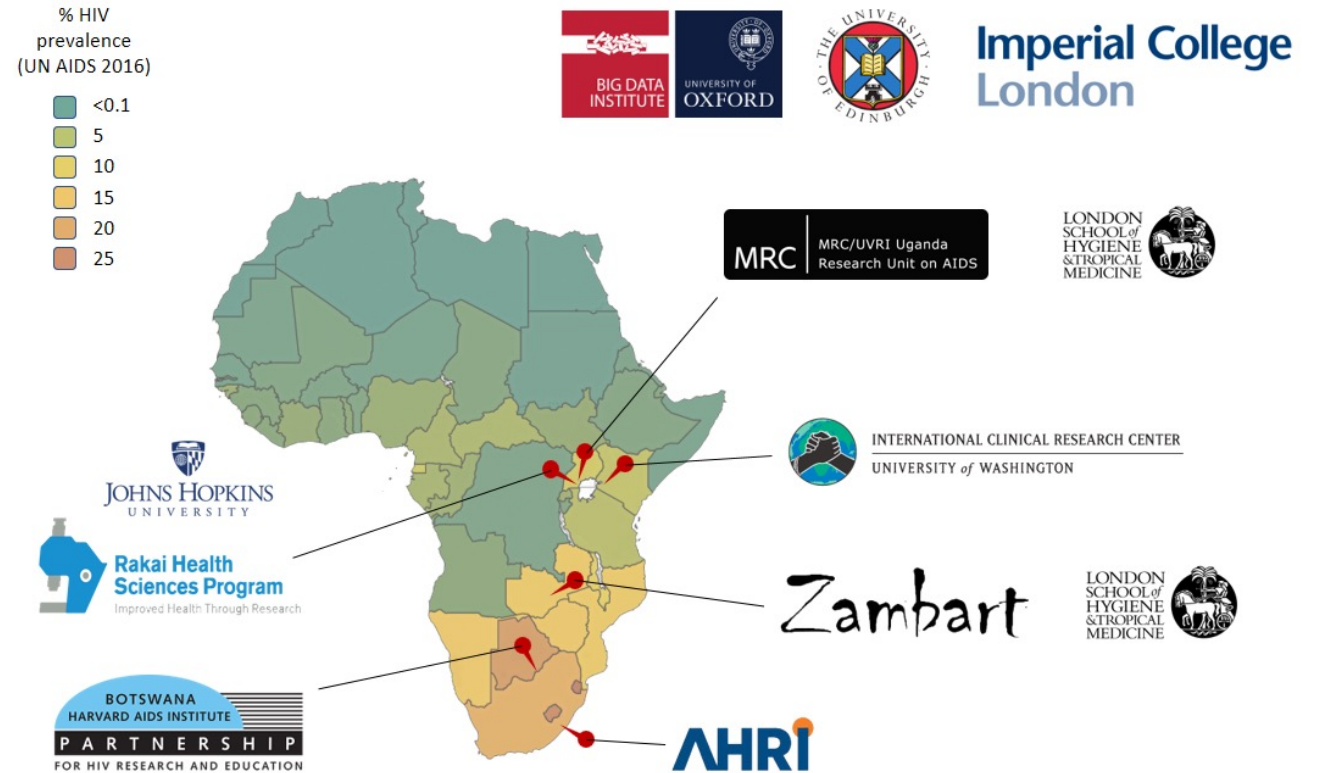 % HIV
prevalence
(UN AIDS 2016)
<0.1
5
10
15
20
25
BIG DATA
INSTITUTE
UNIVERSITY OF
OXFORD
THE UNIVERSITY OF EDINBURGH
Imperial College
London
MRC
MRC/UVRI Uganda
Research Unit on AIDS
LONDON
SCHOOL of
HYGIENE
&TROPICAL
MEDICINE
INTERNATIONAL CLINICAL RESEARCH CENTER
UNIVERSITY of WASHINGTON
JOHNS HOPKINS
UNIVERSITY
Rakai Health
Sciences Program
Improved Health Through Research
Zambart
LONDON
SCHOOL of
HYGIENE
&TROPICAL
MEDICINE
BOTSWANA
HARVARD AIDS INSTITUTE
PARTNERSHIP
FOR HIV RESEARCH AND EDUCATION
AHRI